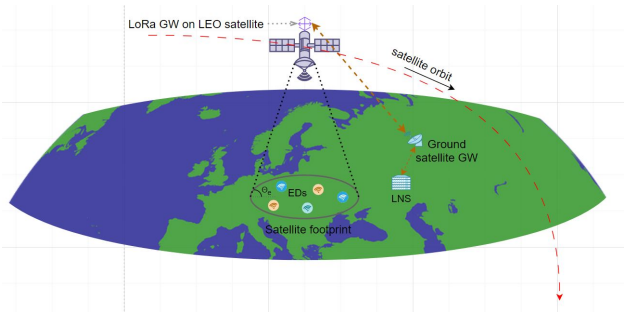 LoRa GW on LEO satellite
satellite orbit
Ground
satellite GW
LNS
Θe
EDs
Satellite footprint